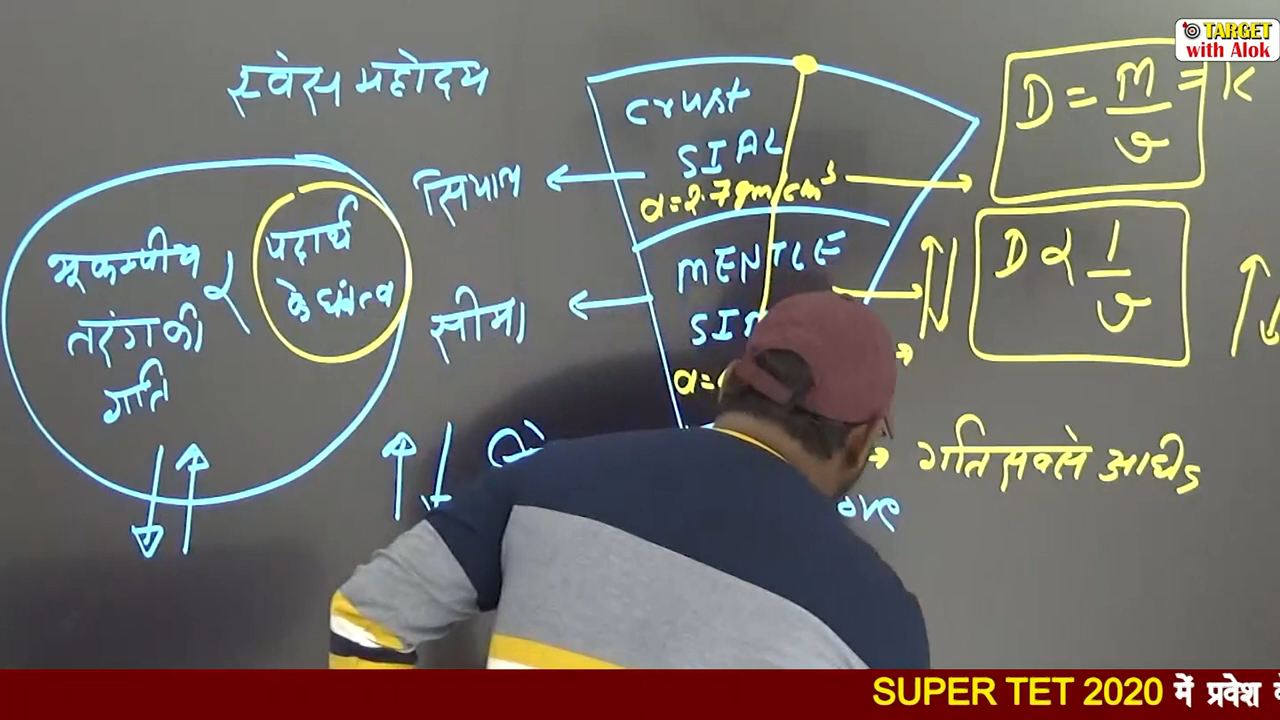 TARGET
with Alok
स्वेस महोदय
भूकम्पीय
तरंग की
गति
∝
पदार्थ
के घनत्व
सियाल
सीमा
crust
SIAL
d=2.7gm/cm³
MENTLE
d=
D = m/v = K
D ∝ 1/v
गति सबसे अधिक
ore
SUPER TET 2020 में प्रवेश